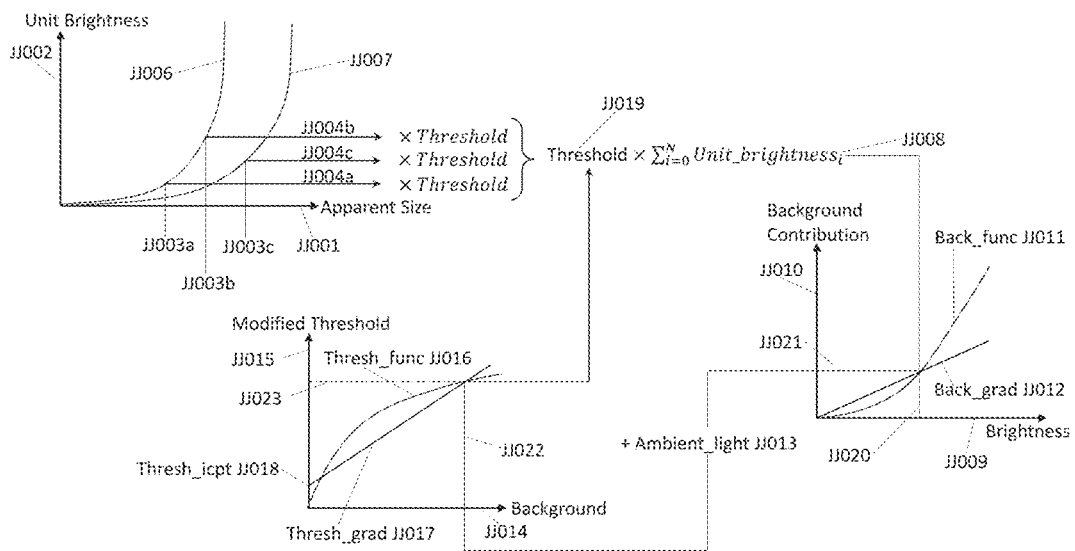 Unit Brightness
JJ002
JJ006
JJ007
JJ004b
JJ004c
JJ004a
× Threshold
× Threshold
× Threshold
Apparent Size
JJ003a
JJ003b
JJ003c
JJ001
JJ019
JJ008
Threshold × ∑_{i=0}^{N} Unit_brightness_i
Background
Contribution
Back_func JJ011
JJ010
JJ021
Back_grad JJ012
Brightness
JJ020
JJ009
Modified Threshold
JJ015
Thresh_func JJ016
JJ023
JJ022
+ Ambient_light JJ013
Thresh_icpt JJ018
Background
Thresh_grad JJ017
JJ014